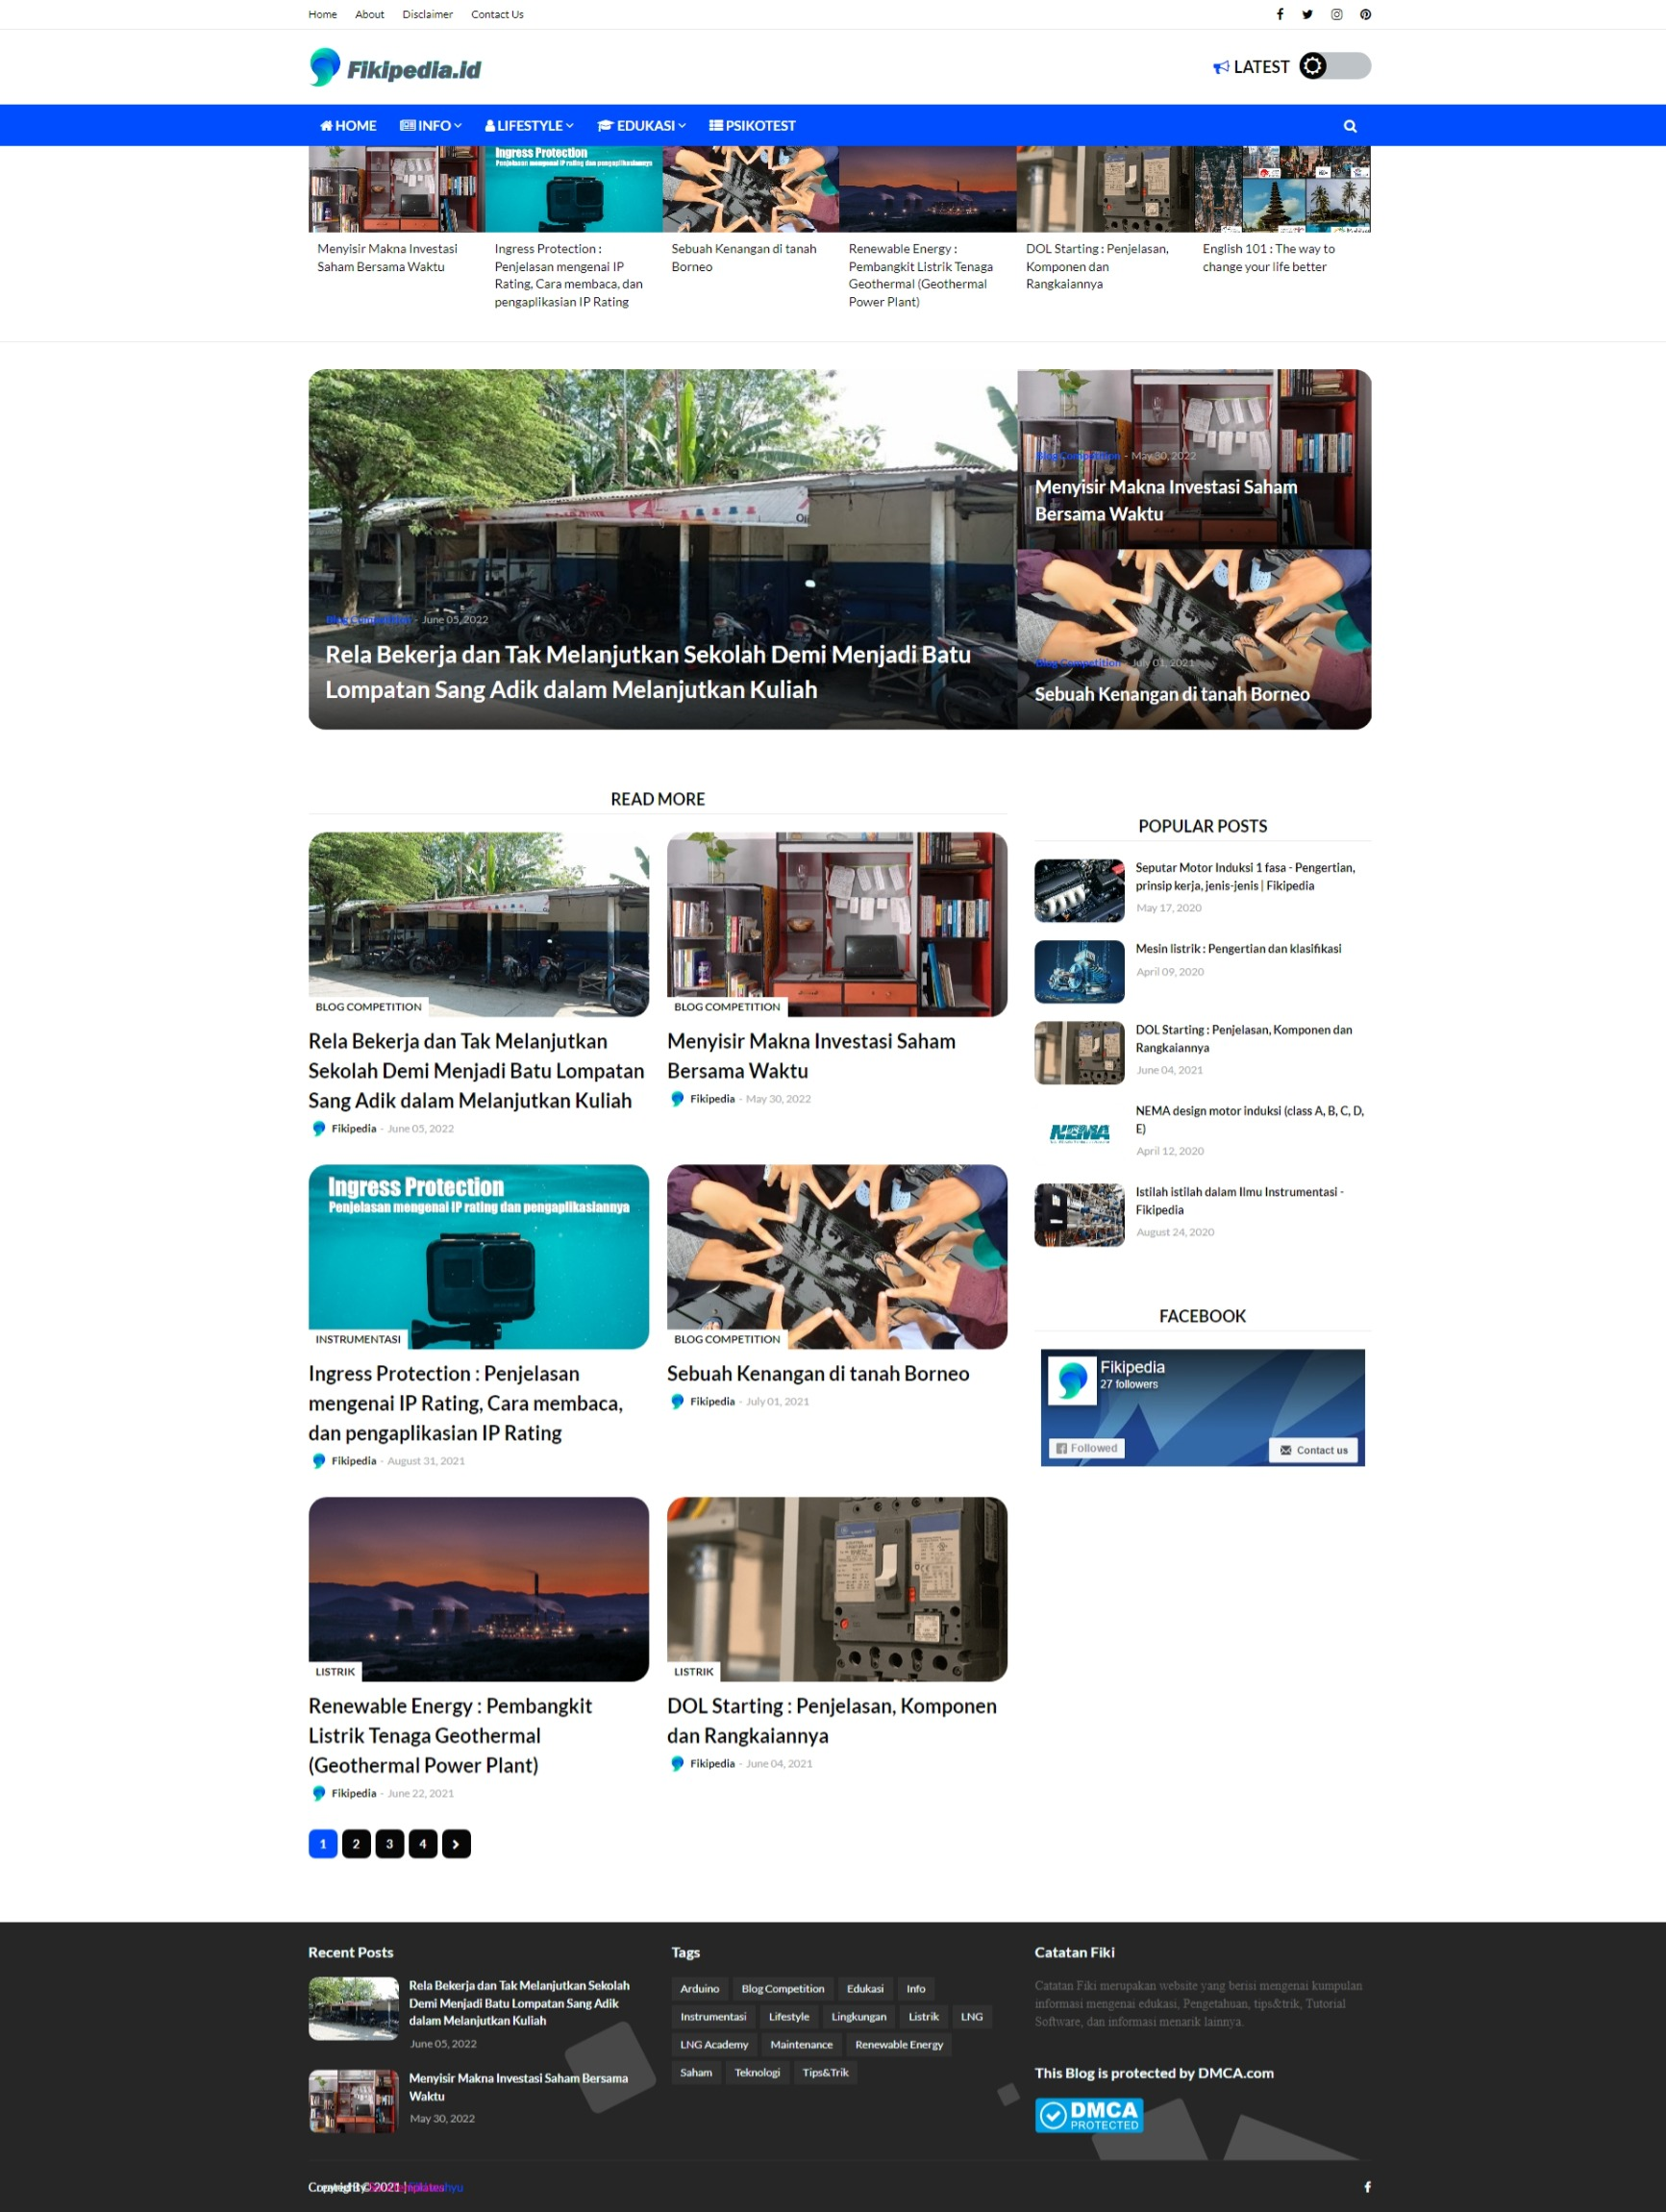 Home About Disclaimer Contact Us
Fikipedia.id
LATEST
HOME INFO LIFESTYLE EDUKASI PSIKOTEST
Ingress Protection
Penjelasan mengenai IP rating dan pengaplikasiannya
Menyisir Makna Investasi
Saham Bersama Waktu
Ingress Protection :
Penjelasan mengenai IP
Rating, Cara membaca, dan
pengaplikasian IP Rating
Sebuah Kenangan di tanah
Borneo
Renewable Energy :
Pembangkit Listrik Tenaga
Geothermal (Geothermal
Power Plant)
DOL Starting : Penjelasan,
Komponen dan
Rangkaiannya
English 101 : The way to
change your life better
Blog Competition - June 05, 2022
Rela Bekerja dan Tak Melanjutkan Sekolah Demi Menjadi Batu
Lompatan Sang Adik dalam Melanjutkan Kuliah
Blog Competition - May 30, 2022
Menyisir Makna Investasi Saham
Bersama Waktu
Blog Competition - July 01, 2021
Sebuah Kenangan di tanah Borneo
READ MORE
BLOG COMPETITION
Rela Bekerja dan Tak Melanjutkan
Sekolah Demi Menjadi Batu Lompatan
Sang Adik dalam Melanjutkan Kuliah
Fikipedia - June 05, 2022
BLOG COMPETITION
Menyisir Makna Investasi Saham
Bersama Waktu
Fikipedia - May 30, 2022
Ingress Protection
Penjelasan mengenai IP rating dan pengaplikasiannya
INSTRUMENTASI
Ingress Protection : Penjelasan
mengenai IP Rating, Cara membaca,
dan pengaplikasian IP Rating
Fikipedia - August 31, 2021
BLOG COMPETITION
Sebuah Kenangan di tanah Borneo
Fikipedia - July 01, 2021
LISTRIK
Renewable Energy : Pembangkit
Listrik Tenaga Geothermal
(Geothermal Power Plant)
Fikipedia - June 22, 2021
LISTRIK
DOL Starting : Penjelasan, Komponen
dan Rangkaiannya
Fikipedia - June 04, 2021
1 2 3 4
POPULAR POSTS
Seputar Motor Induksi 1 fasa - Pengertian,
prinsip kerja, jenis-jenis | Fikipedia
May 17, 2020
Mesin listrik : Pengertian dan klasifikasi
April 09, 2020
DOL Starting : Penjelasan, Komponen dan
Rangkaiannya
June 04, 2021
NEMA
NEMA design motor induksi (class A, B, C, D,
E)
April 12, 2020
Istilah istilah dalam Ilmu Instrumentasi -
Fikipedia
August 24, 2020
FACEBOOK
Fikipedia
27 followers
Followed
Contact us
Recent Posts
Rela Bekerja dan Tak Melanjutkan Sekolah
Demi Menjadi Batu Lompatan Sang Adik
dalam Melanjutkan Kuliah
June 05, 2022
Menyisir Makna Investasi Saham Bersama
Waktu
May 30, 2022
Tags
Arduino Blog Competition Edukasi Info
Instrumentasi Lifestyle Lingkungan Listrik LNG
LNG Academy Maintenance Renewable Energy
Saham Teknologi Tips&Trik
Catatan Fiki
Catatan Fiki merupakan website yang berisi mengenai kumpulan
informasi mengenai edukasi, Pengetahuan, tips&trik, Tutorial
Software, dan informasi menarik lainnya.
This Blog is protected by DMCA.com
DMCA
PROTECTED
2021 |